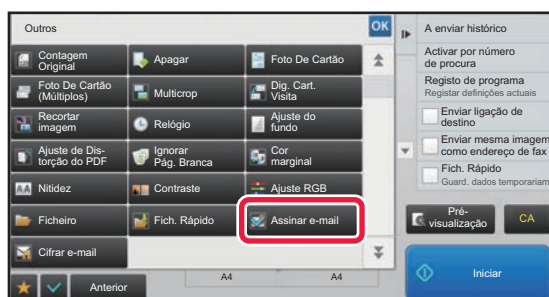 Outros
OK
Contagem
Original
Apagar
Foto De Cartão
Foto De Cartão
(Múltiplos)
Multicrop
Dig. Cart.
Visita
Recortar
imagem
Relógio
Ajuste do
fundo
Ajuste de Dis-
torção do PDF
Ignorar
Pág. Branca
Cor
marginal
AA Nitidez
Contraste
Ajuste RGB
Ficheiro
Fich. Rápido
Assinar e-mail
Cifrar e-mail
Anterior
A4
A4
A enviar histórico
Activar por número
de procura
Registo de programa
Registar definições actuais
Enviar ligação de
destino
Enviar mesma imagem
como endereço de fax
Fich. Rápido
Guard. dados temporariam
Pré-
visualização
CA
Iniciar